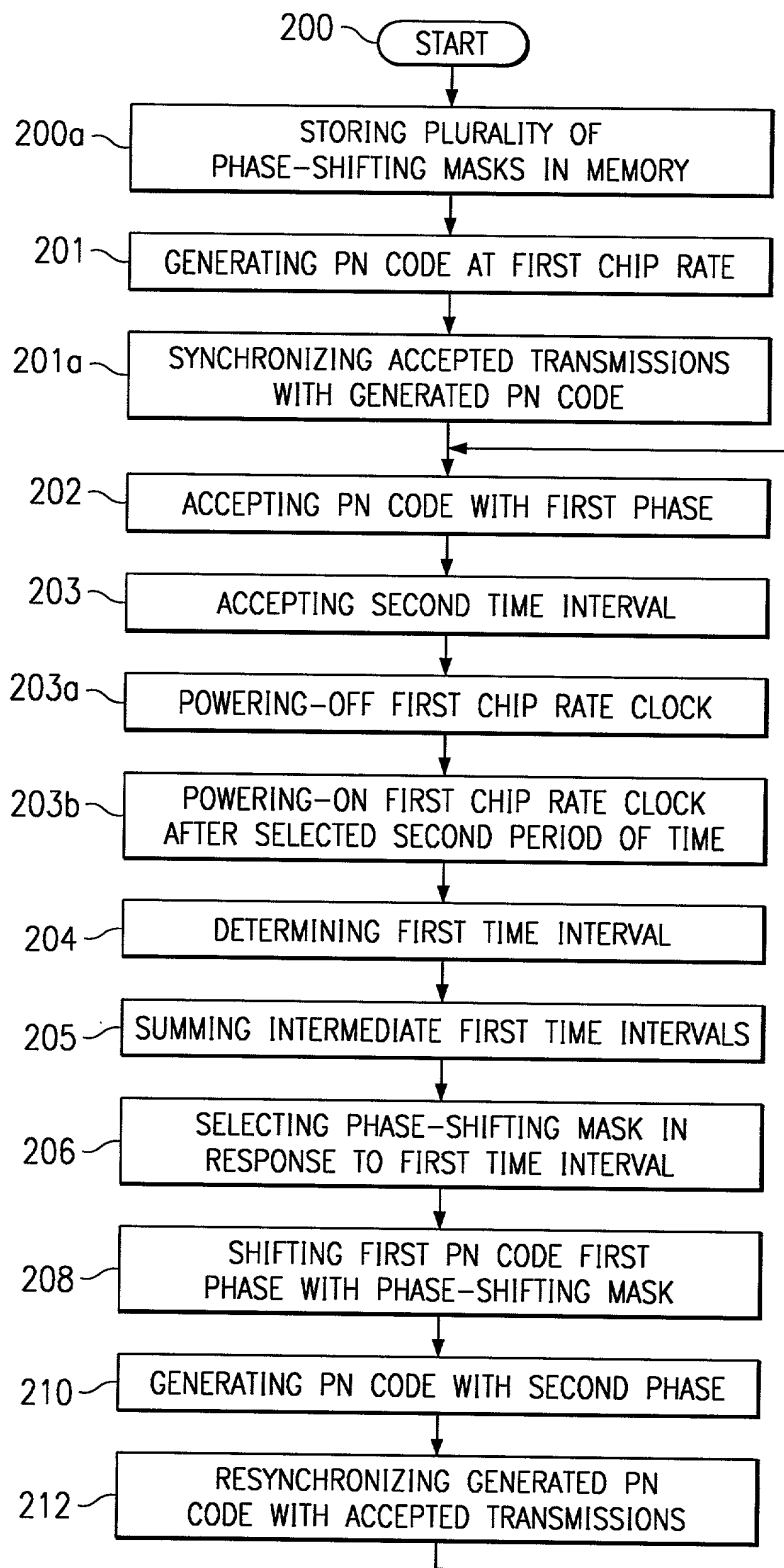 200
START
200a
STORING PLURALITY OF
PHASE-SHIFTING MASKS IN MEMORY
201
GENERATING PN CODE AT FIRST CHIP RATE
201a
SYNCHRONIZING ACCEPTED TRANSMISSIONS
WITH GENERATED PN CODE
202
ACCEPTING PN CODE WITH FIRST PHASE
203
ACCEPTING SECOND TIME INTERVAL
203a
POWERING-OFF FIRST CHIP RATE CLOCK
203b
POWERING-ON FIRST CHIP RATE CLOCK
AFTER SELECTED SECOND PERIOD OF TIME
204
DETERMINING FIRST TIME INTERVAL
205
SUMMING INTERMEDIATE FIRST TIME INTERVALS
206
SELECTING PHASE-SHIFTING MASK IN
RESPONSE TO FIRST TIME INTERVAL
208
SHIFTING FIRST PN CODE FIRST
PHASE WITH PHASE-SHIFTING MASK
210
GENERATING PN CODE WITH SECOND PHASE
212
RESYNCHRONIZING GENERATED PN
CODE WITH ACCEPTED TRANSMISSIONS